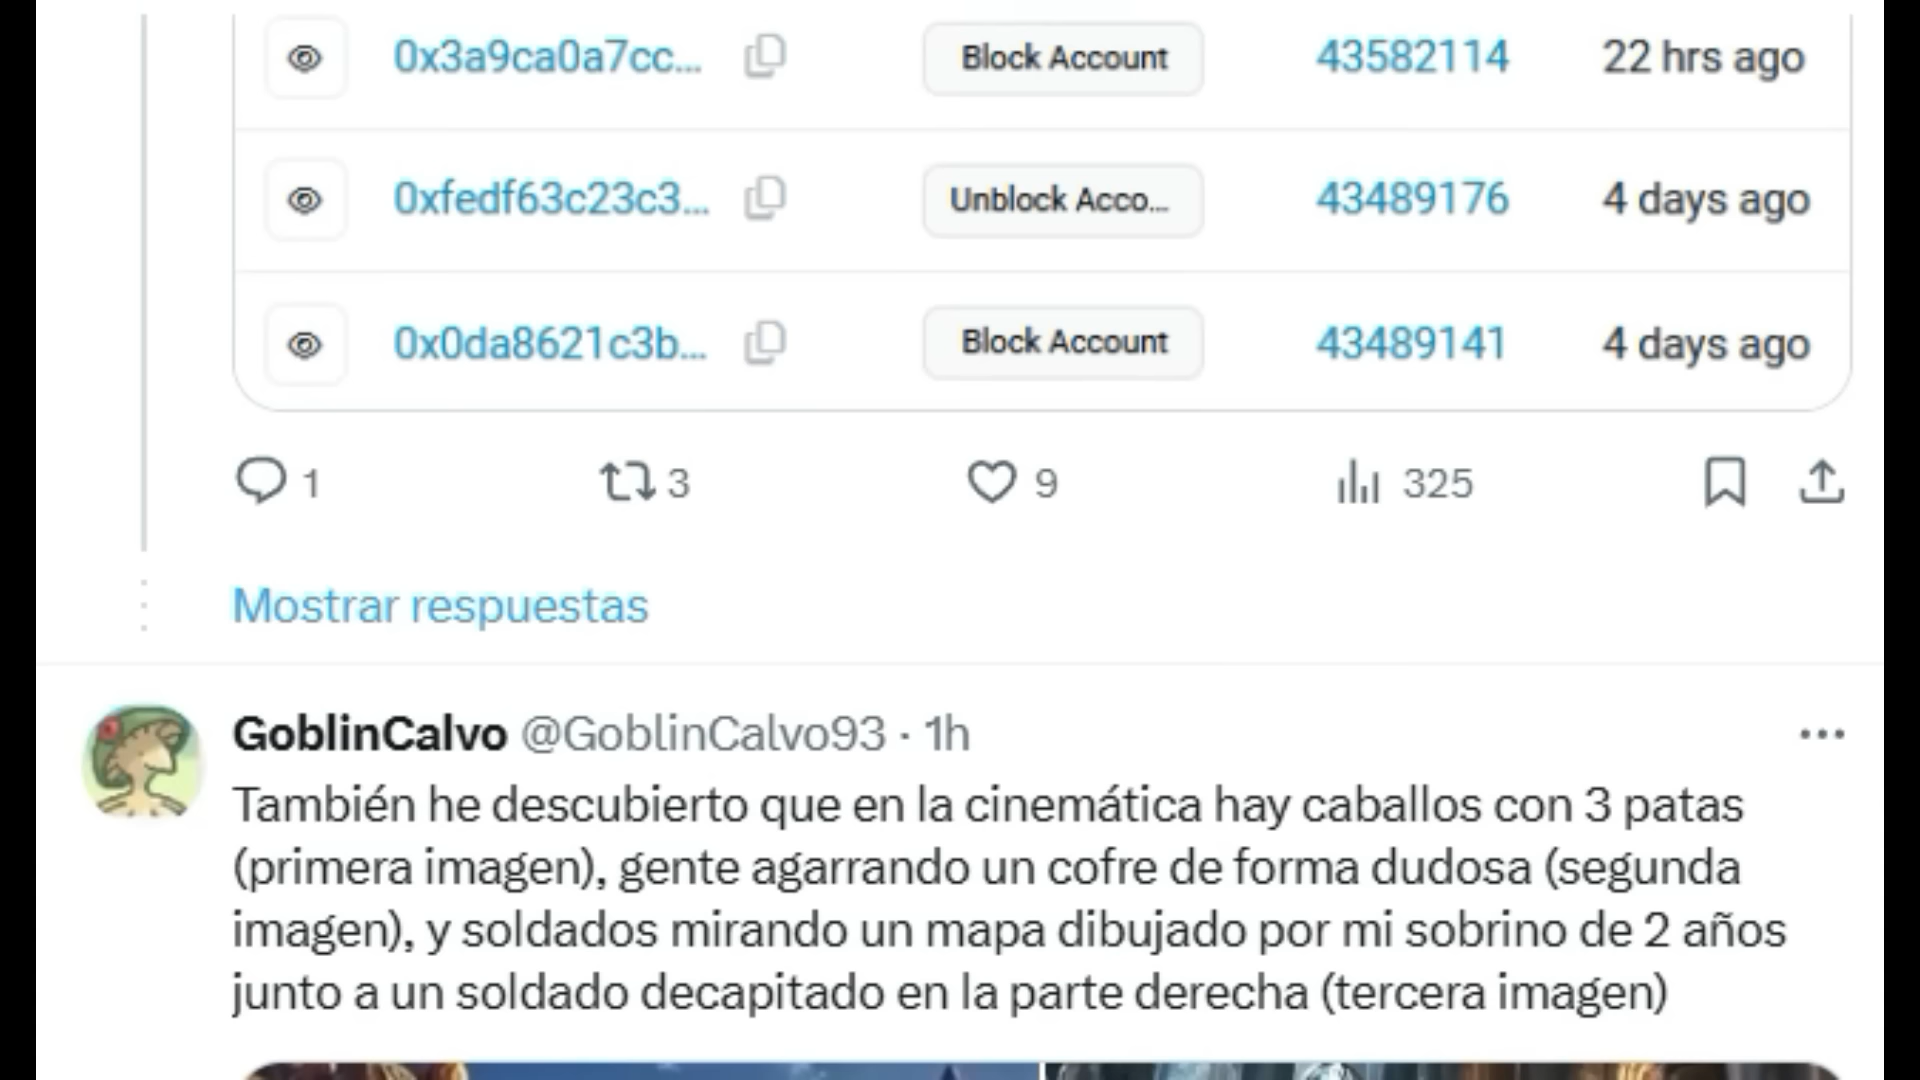 0x3a9ca0a7cc... Block Account 43582114 22 hrs ago
0xfedf63c23c3... Unblock Acco... 43489176 4 days ago
0x0da8621c3b... Block Account 43489141 4 days ago
1 3 9 325
Mostrar respuestas
GoblinCalvo @GoblinCalvo93 · 1h
También he descubierto que en la cinemática hay caballos con 3 patas
(primera imagen), gente agarrando un cofre de forma dudosa (segunda
imagen), y soldados mirando un mapa dibujado por mi sobrino de 2 años
junto a un soldado decapitado en la parte derecha (tercera imagen)